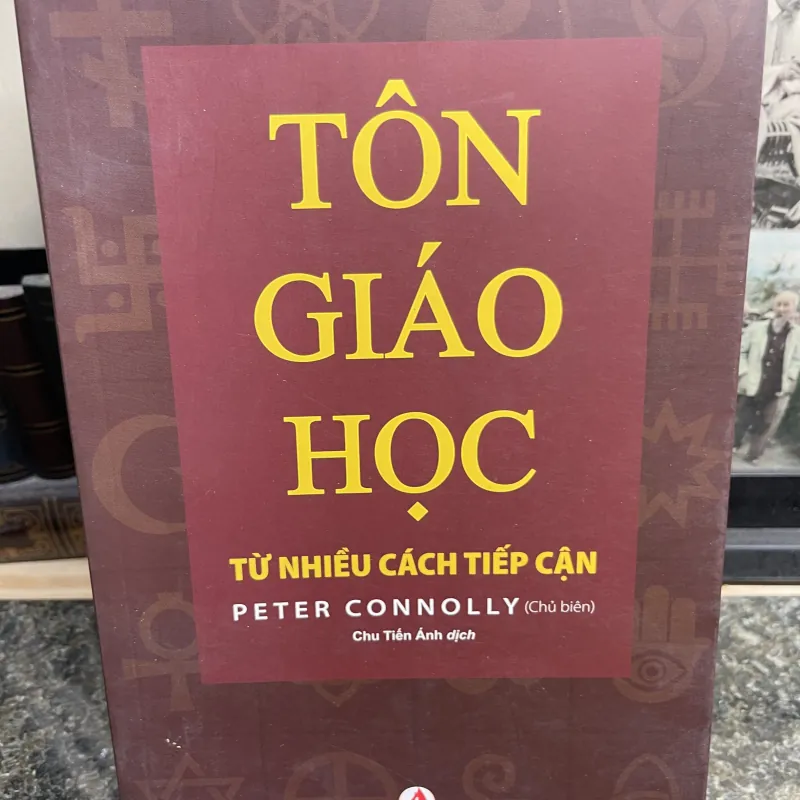 TÔN
GIÁO
HỌC
TỪ NHIỀU CÁCH TIẾP CẬN
PETER CONNOLLY (Chủ biên)
Chu Tiến Ánh dịch